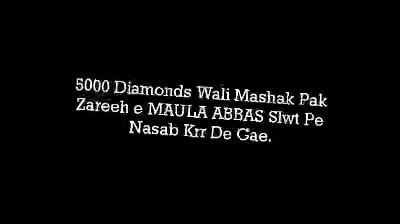 5000 Diamonds Wali Mashak Pak
Zareeh e MAULA ABBAS Slwt Pe
Nasab Krr De Gae.